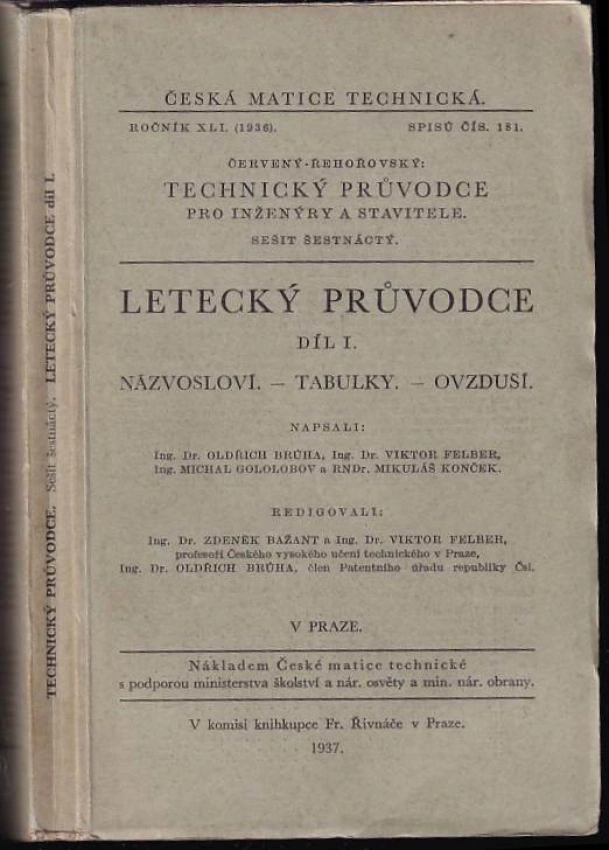 ČESKÁ MATICE TECHNICKÁ.
ROČNÍK XLI. (1936). SPISŮ ČÍS. 181.
ČERVENÝ-ŘEHOŘOVSKÝ:
TECHNICKÝ PRŮVODCE
PRO INŽENÝRY A STAVITELE.
SEŠIT ŠESTNÁCTÝ.
LETECKÝ PRŮVODCE
DÍL I.
NÁZVOSLOVÍ. — TABULKY. — OVZDUŠÍ.
NAPSALI:
Ing. Dr. OLDŘICH BRŮHA, Ing. Dr. VIKTOR FELBER,
Ing. MICHAL GOLOLOBOV a RNDr. MIKULÁŠ KONČEK.
REDIGOVALI:
Ing. Dr. ZDENĚK BAŽANT a Ing. Dr. VIKTOR FELBER,
profesoři Českého vysokého učení technického v Praze,
Ing. Dr. OLDŘICH BRŮHA, člen Patentního úřadu republiky Čsl.
V PRAZE.
Nákladem České matice technické
s podporou ministerstva školství a nár. osvěty a min. nár. obrany.
V komisi knihkupce Fr. Řivnáče v Praze.
1937.
TECHNICKÝ PRŮVODCE. Sešit šestnáctý. LETECKÝ PRŮVODCE díl I.